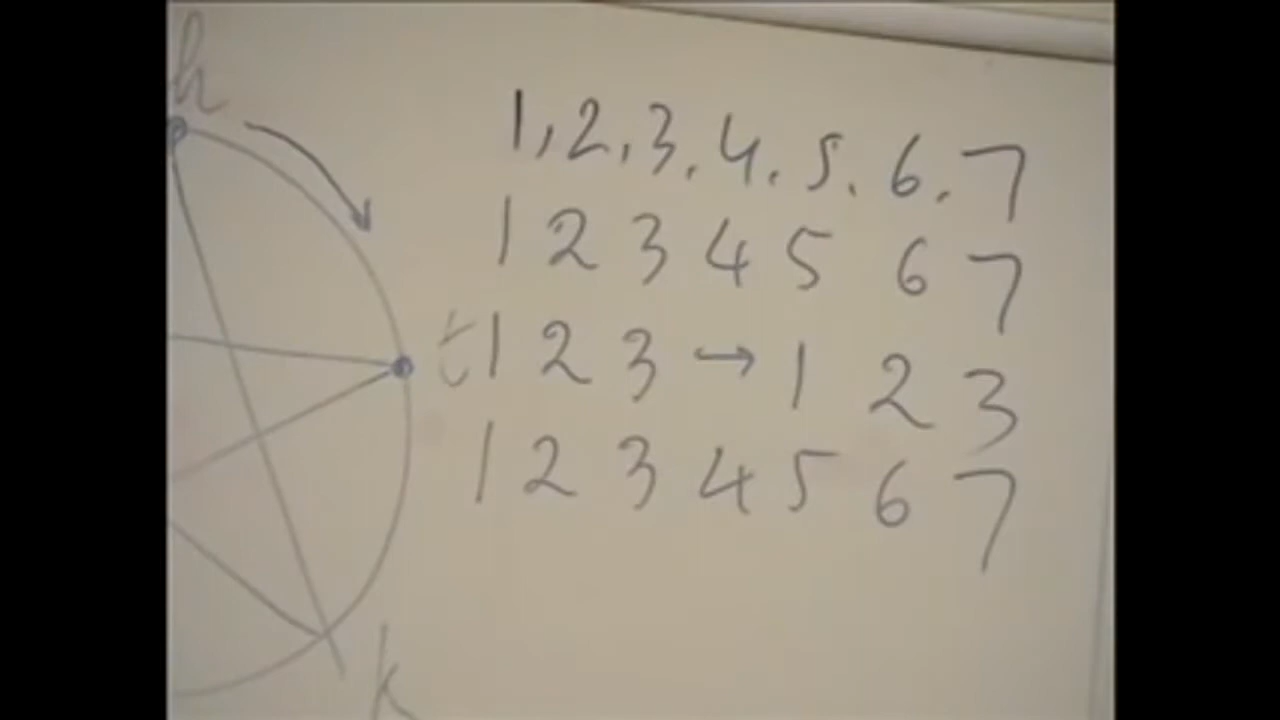 h
1, 2, 3. 4. 5. 6. 7
1 2 3 4 5 6 7
t 1 2 3 → 1 2 3
1 2 3 4 5 6 7
k